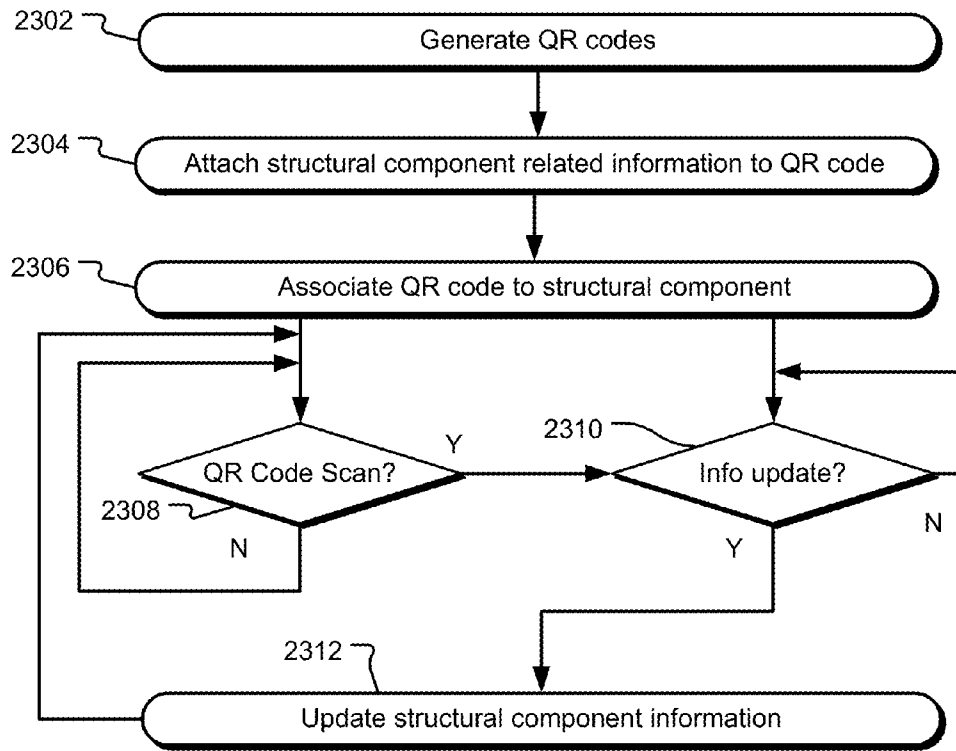 2302
Generate QR codes
2304
Attach structural component related information to QR code
2306
Associate QR code to structural component
2310
Y
QR Code Scan?
Info update?
2308
N
Y
N
2312
Update structural component information